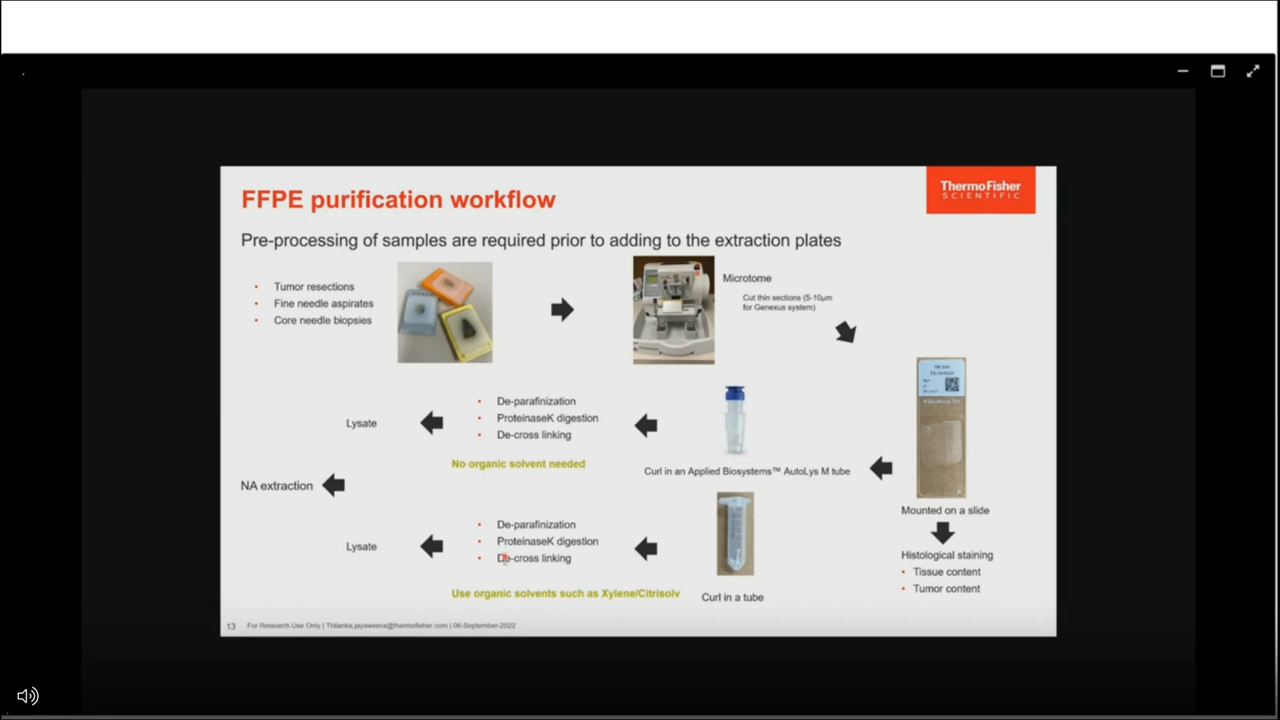 FFPE purification workflow
ThermoFisher
SCIENTIFIC
Pre-processing of samples are required prior to adding to the extraction plates
• Tumor resections
• Fine needle aspirates
• Core needle biopsies
Microtome
Cut thin sections (5-10µm
for Genexus system)
• De-parafinization
• ProteinaseK digestion
• De-cross linking
Lysate
No organic solvent needed
Curl in an Applied Biosystems™ AutoLys M tube
NA extraction
Mounted on a slide
• De-parafinization
• ProteinaseK digestion
• De-cross linking
Lysate
Histological staining
• Tissue content
• Tumor content
Use organic solvents such as Xylene/Citrisolv
Curl in a tube
13 For Research Use Only | Thilanka.jaysweera@thermofisher.com | 06-September-2022